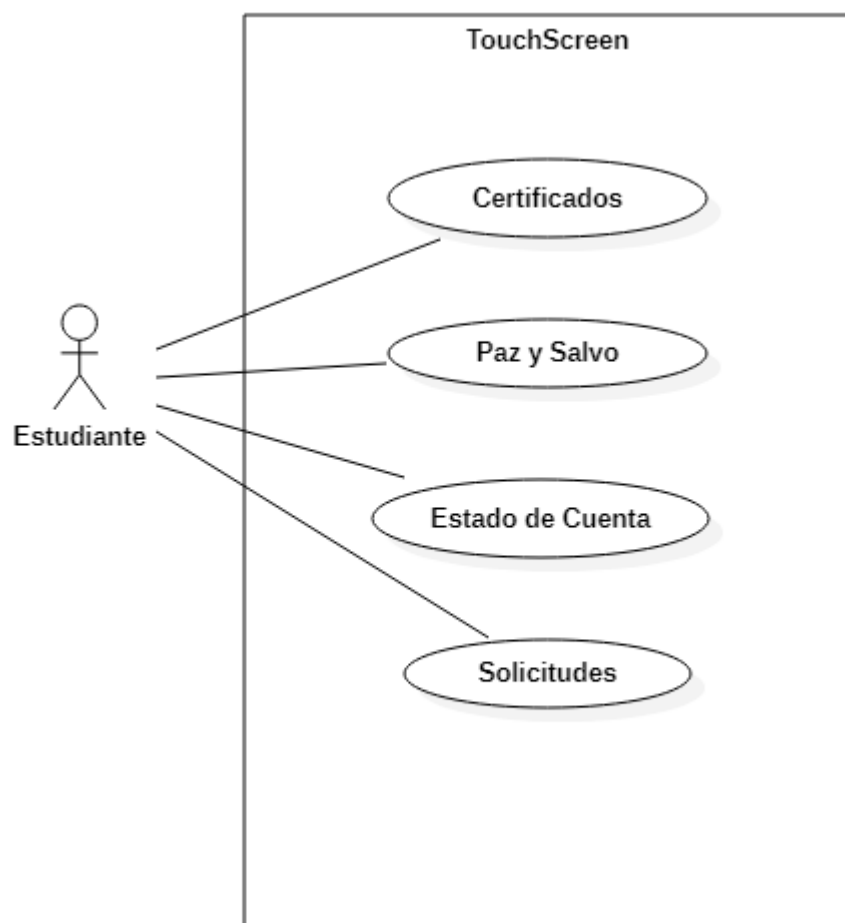 TouchScreen
Certificados
Paz y Salvo
Estudiante
Estado de Cuenta
Solicitudes